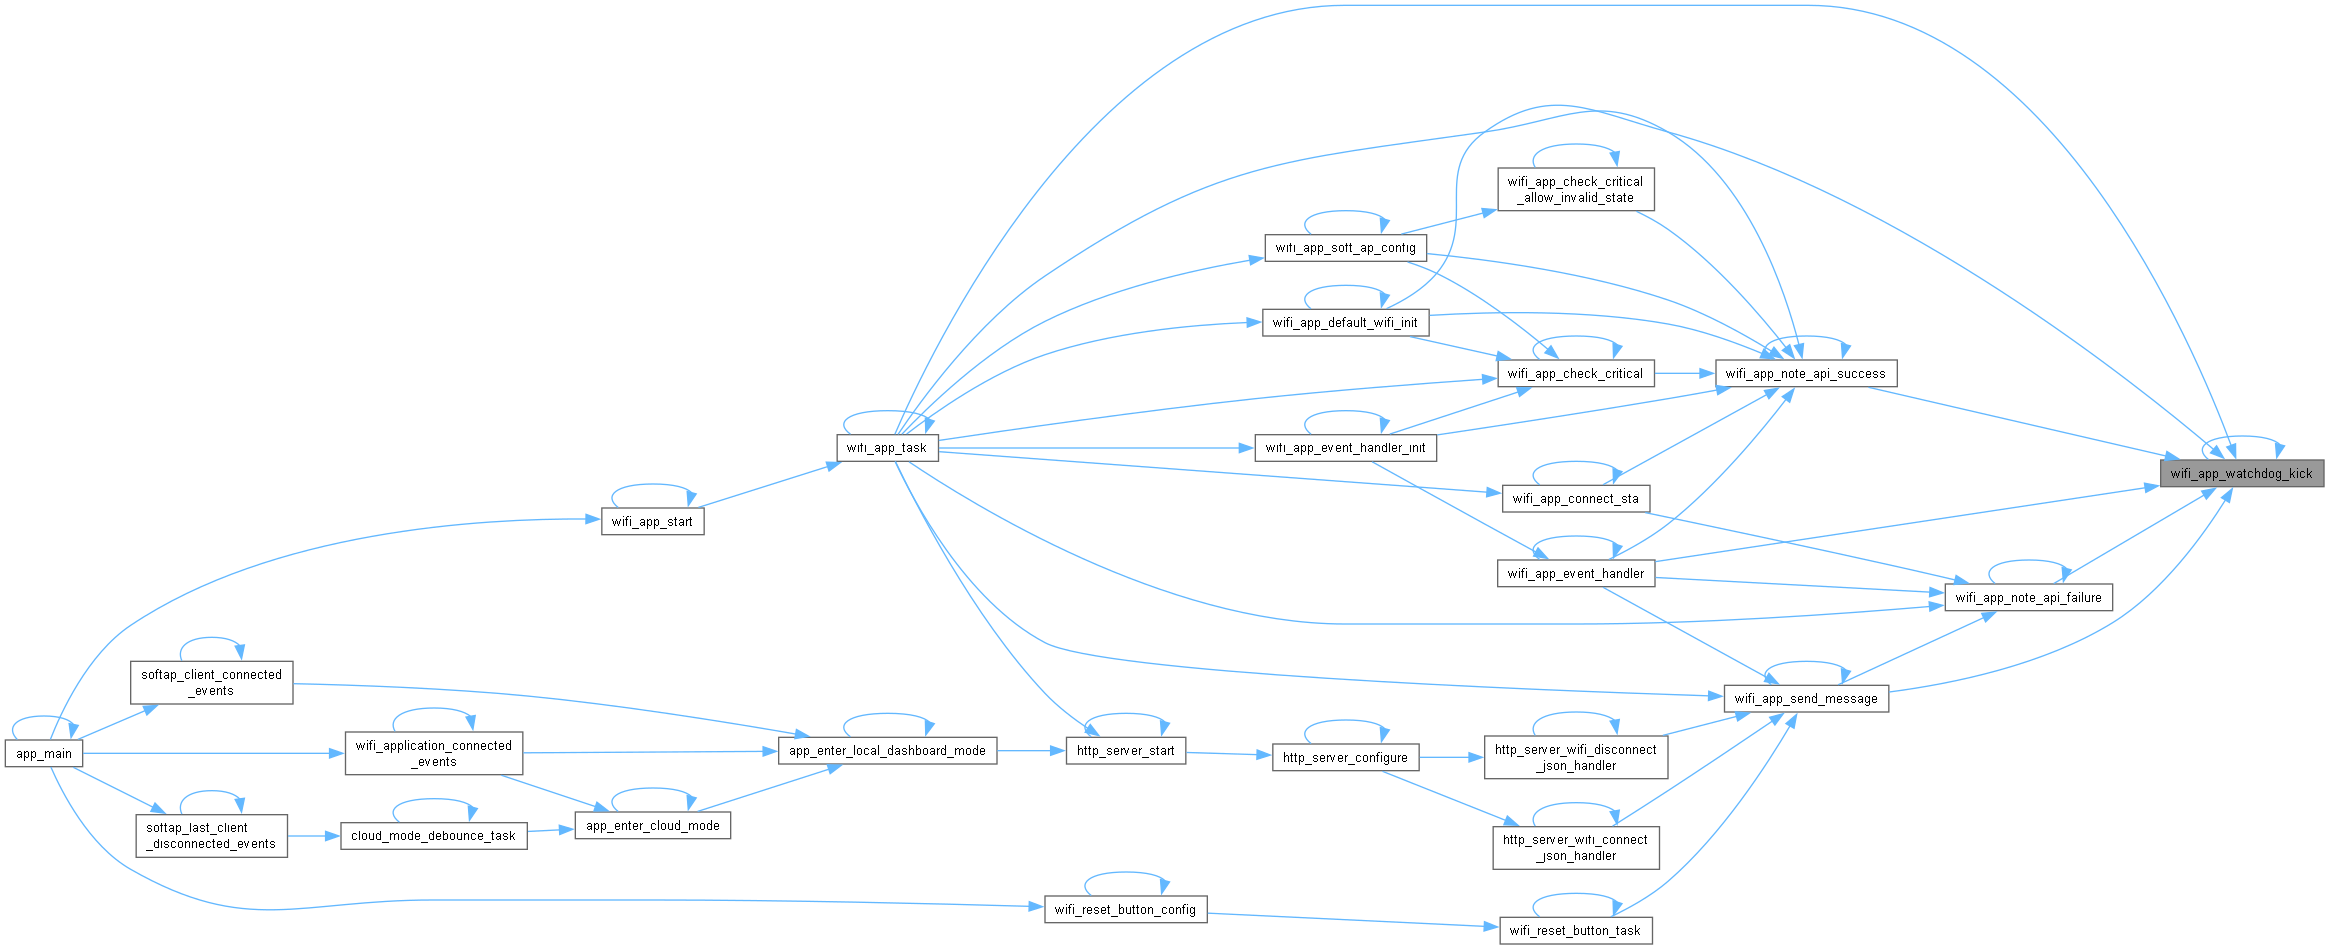 wifi_app_check_critical
_allow_invalid_state
wifi_app_soft_ap_config
wifi_app_default_wifi_init
wifi_app_check_critical
wifi_app_note_api_success
wifi_app_task
wifi_app_event_handler_init
wifi_app_watchdog_kick
wifi_app_connect_sta
wifi_app_start
wifi_app_event_handler
wifi_app_note_api_failure
softap_client_connected
_events
wifi_app_send_message
app_main
wifi_application_connected
_events
app_enter_local_dashboard_mode
http_server_start
http_server_configure
http_server_wifi_disconnect
_json_handler
softap_last_client
_disconnected_events
cloud_mode_debounce_task
app_enter_cloud_mode
http_server_wifi_connect
_json_handler
wifi_reset_button_config
wifi_reset_button_task